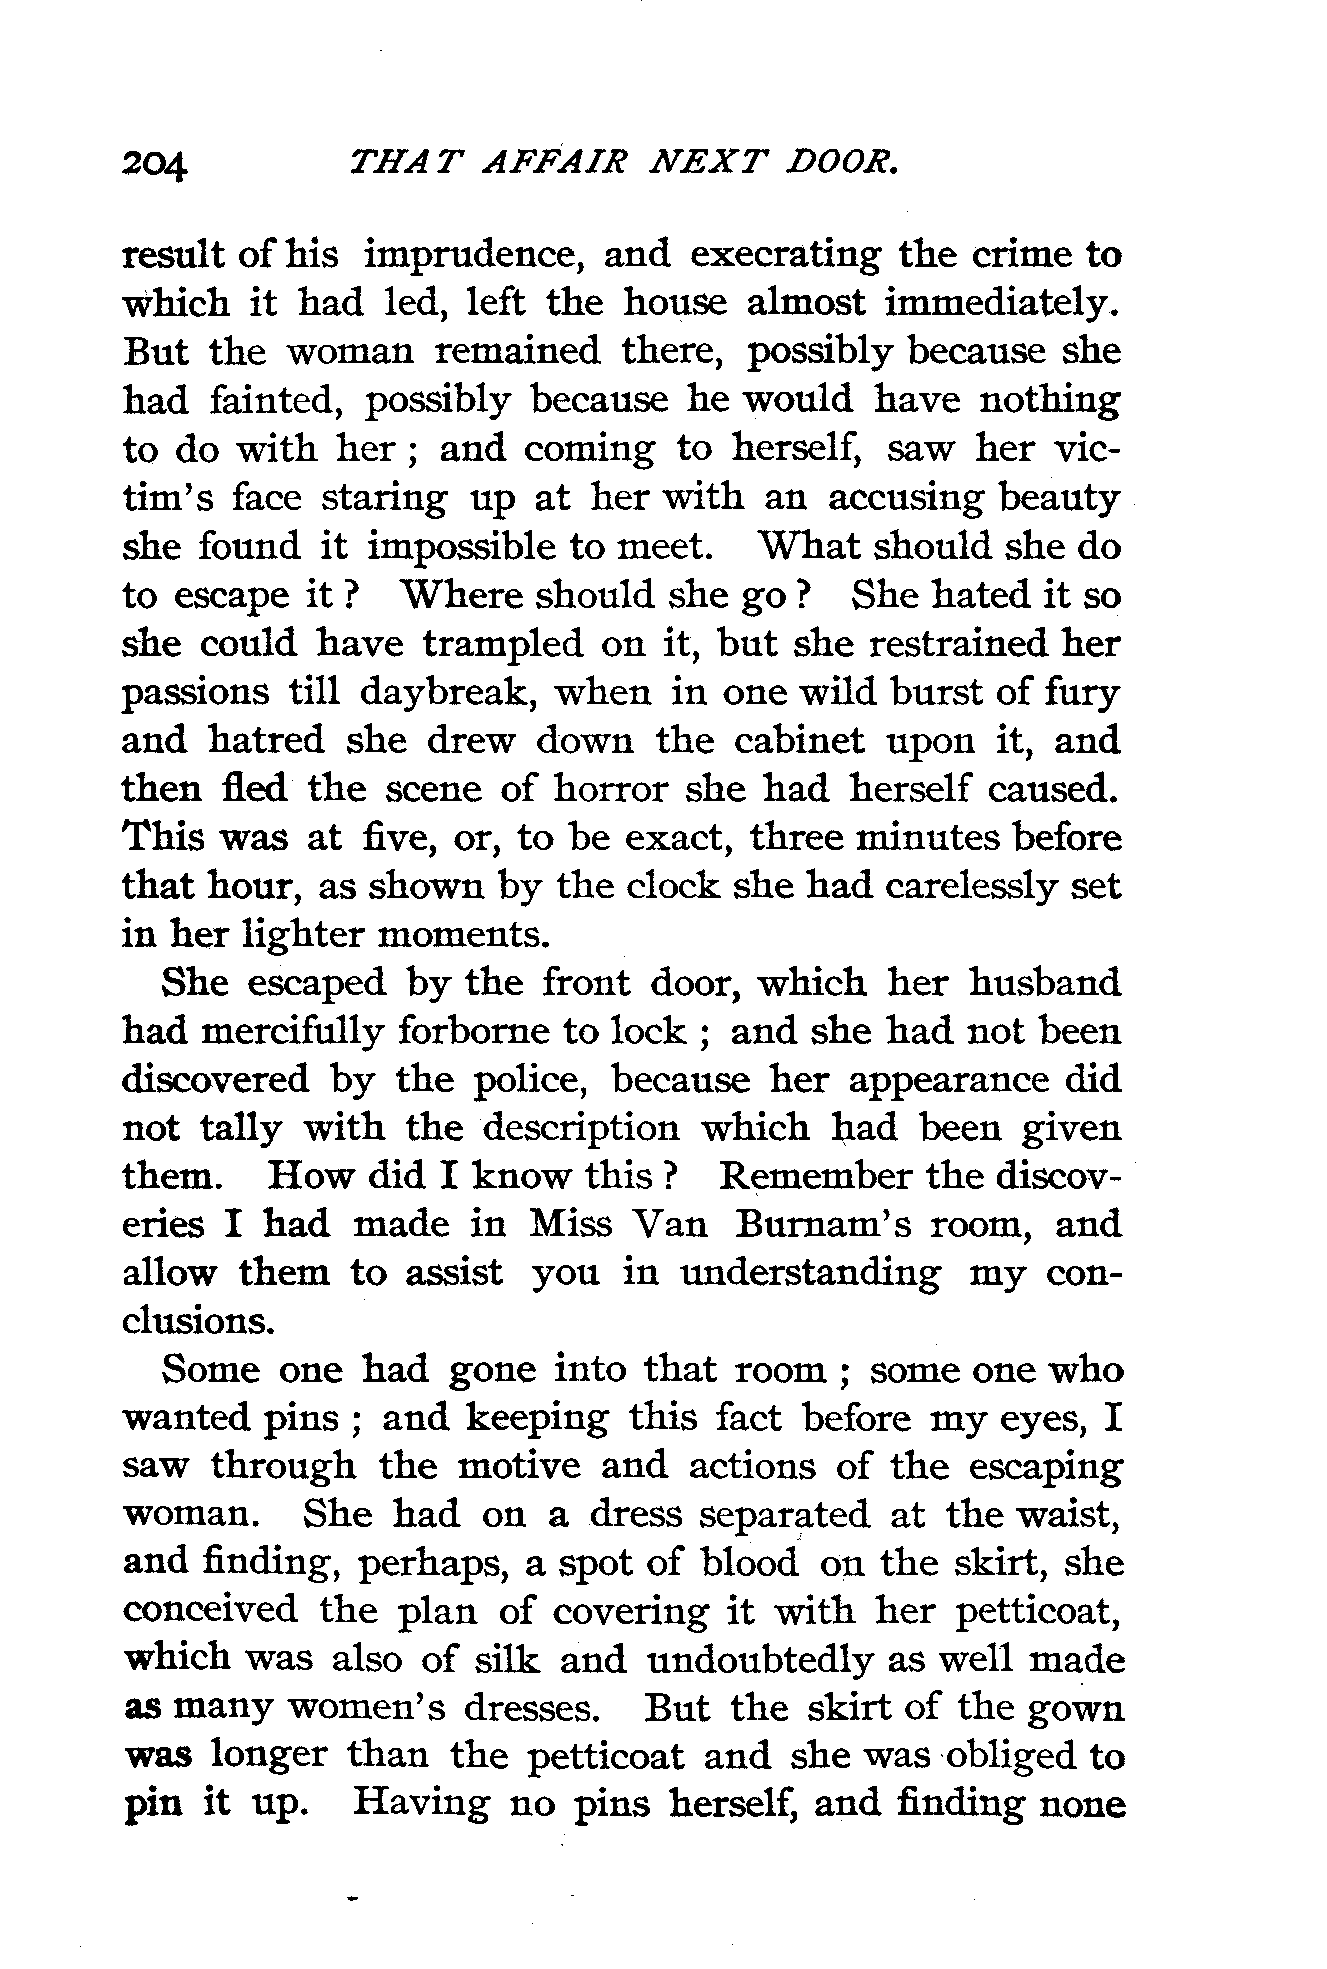 204 THAT AFFAIR NEXT DOOR.
result of his imprudence, and execrating the crime to
which it had led, left the house almost immediately.
But the woman remained there, possibly because she
had fainted, possibly because he would have nothing
to do with her ; and coming to herself, saw her vic-
tim's face staring up at her with an accusing beauty
she found it impossible to meet. What should she do
to escape it ? Where should she go ? She hated it so
she could have trampled on it, but she restrained her
passions till daybreak, when in one wild burst of fury
and hatred she drew down the cabinet upon it, and
then fled the scene of horror she had herself caused.
This was at five, or, to be exact, three minutes before
that hour, as shown by the clock she had carelessly set
in her lighter moments.
She escaped by the front door, which her husband
had mercifully forborne to lock ; and she had not been
discovered by the police, because her appearance did
not tally with the description which had been given
them. How did I know this ? Remember the discov-
eries I had made in Miss Van Burnam's room, and
allow them to assist you in understanding my con-
clusions.
Some one had gone into that room ; some one who
wanted pins ; and keeping this fact before my eyes, I
saw through the motive and actions of the escaping
woman. She had on a dress separated at the waist,
and finding, perhaps, a spot of blood on the skirt, she
conceived the plan of covering it with her petticoat,
which was also of silk and undoubtedly as well made
as many women's dresses. But the skirt of the gown
was longer than the petticoat and she was obliged to
pin it up. Having no pins herself, and finding none